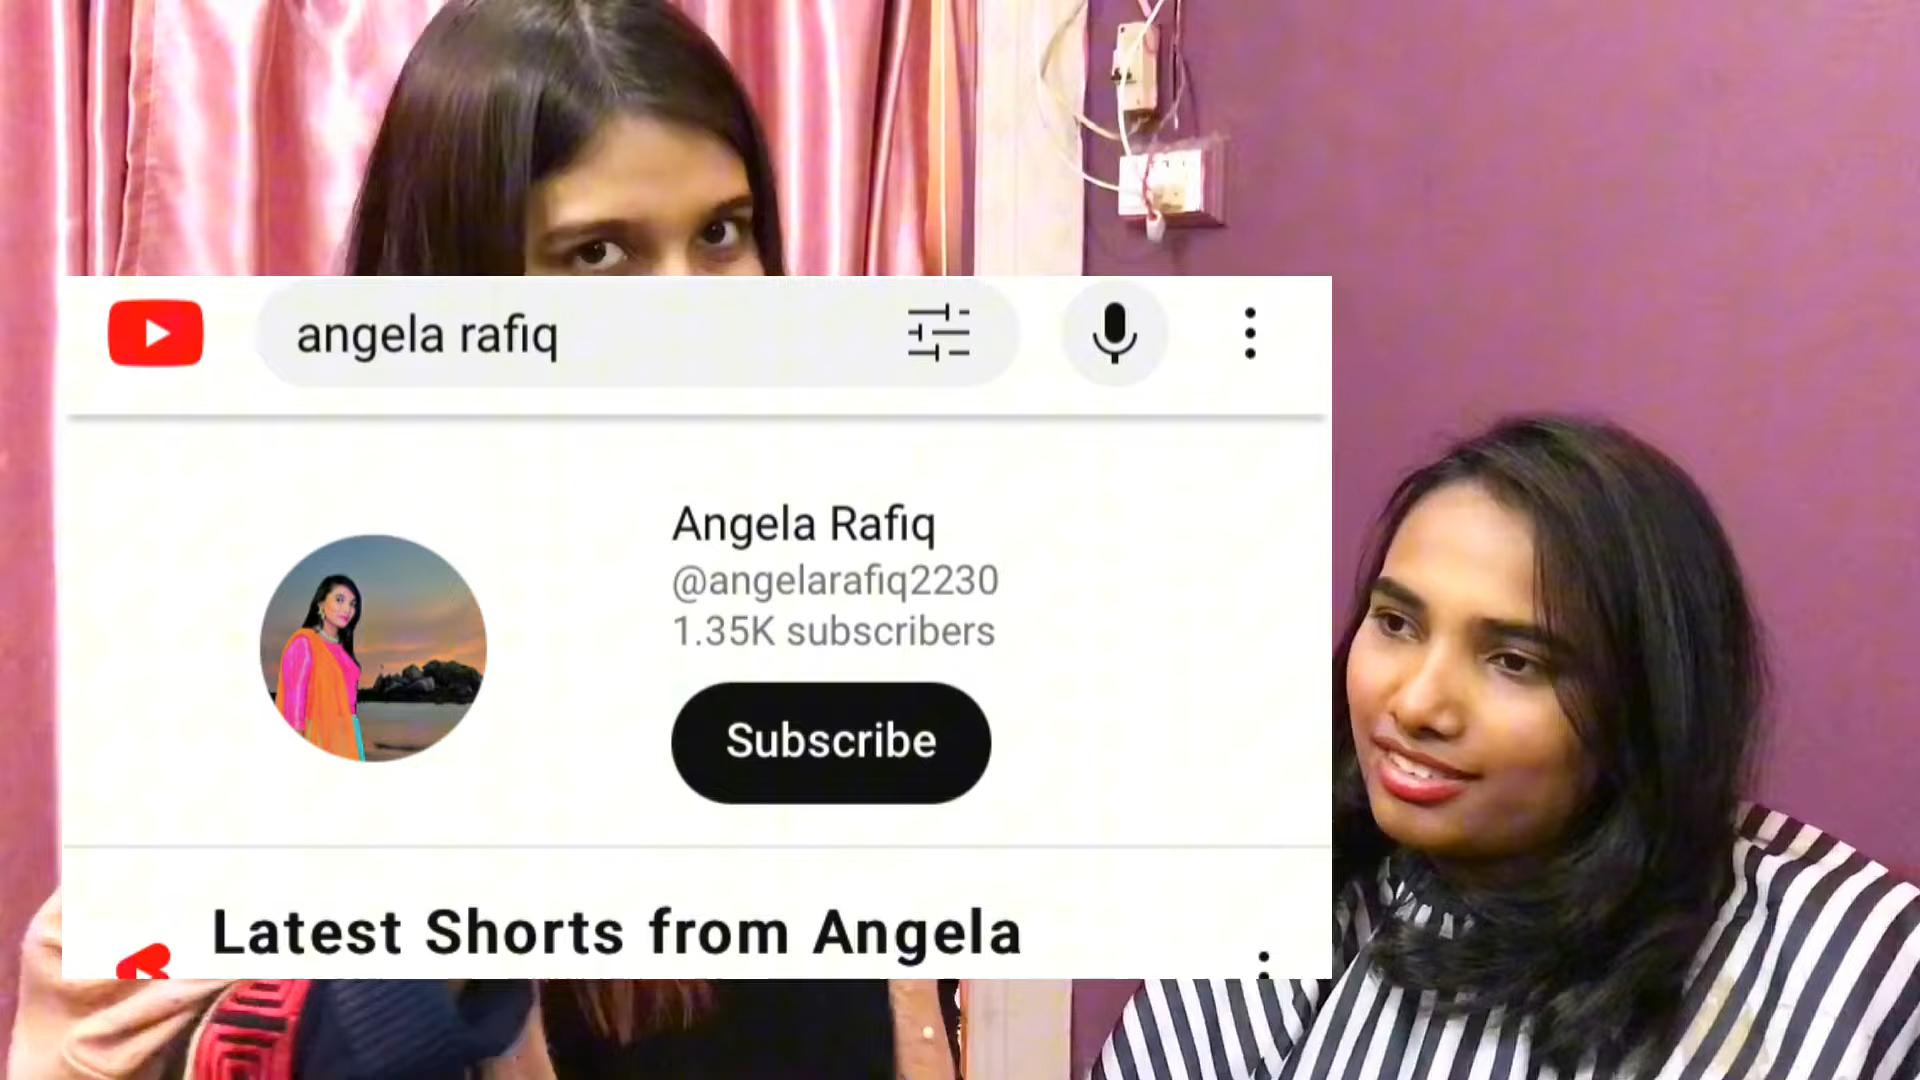 angela rafiq
Angela Rafiq
@angelarafiq2230
1.35K subscribers
Subscribe
Latest Shorts from Angela